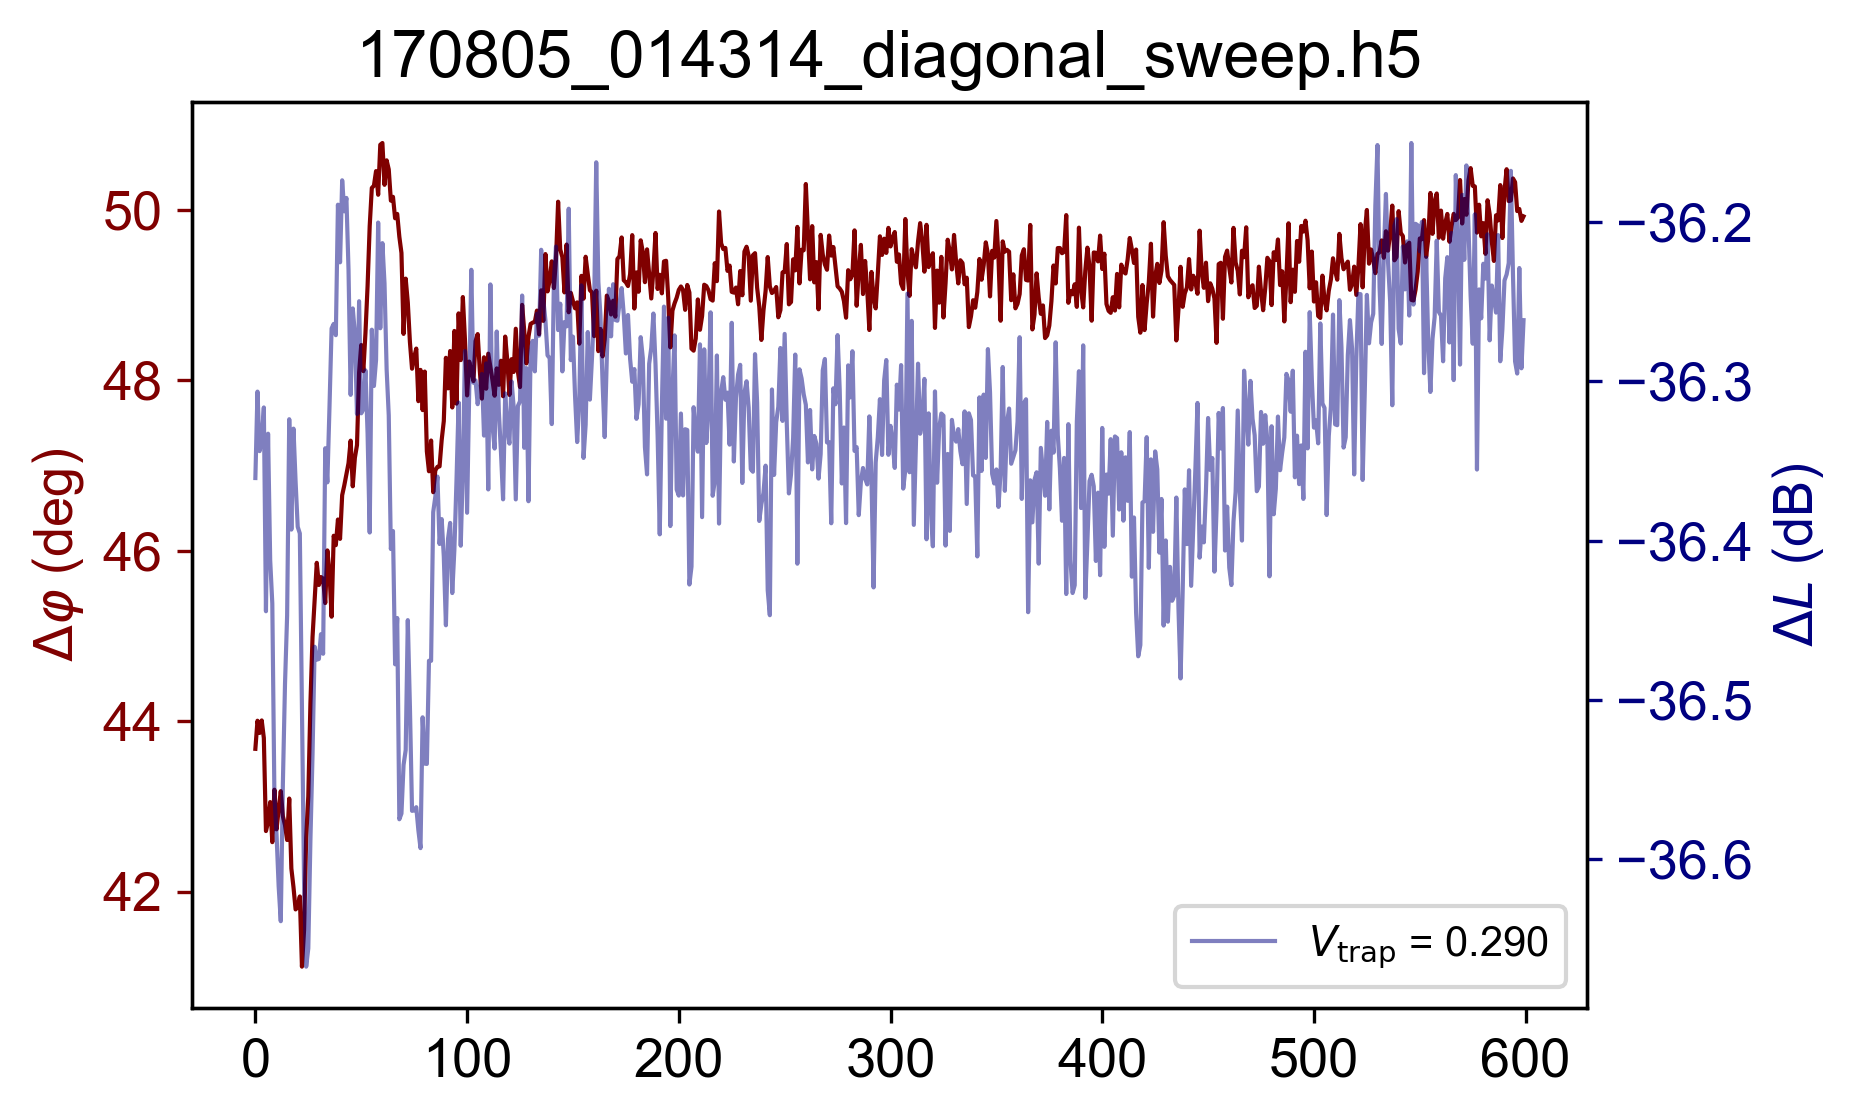 170805_014314_diagonal_sweep.h5
Δφ (deg)
50
48
46
44
42
−36.2
−36.3
−36.4
−36.5
−36.6
ΔL (dB)
V_trap = 0.290
0 100 200 300 400 500 600